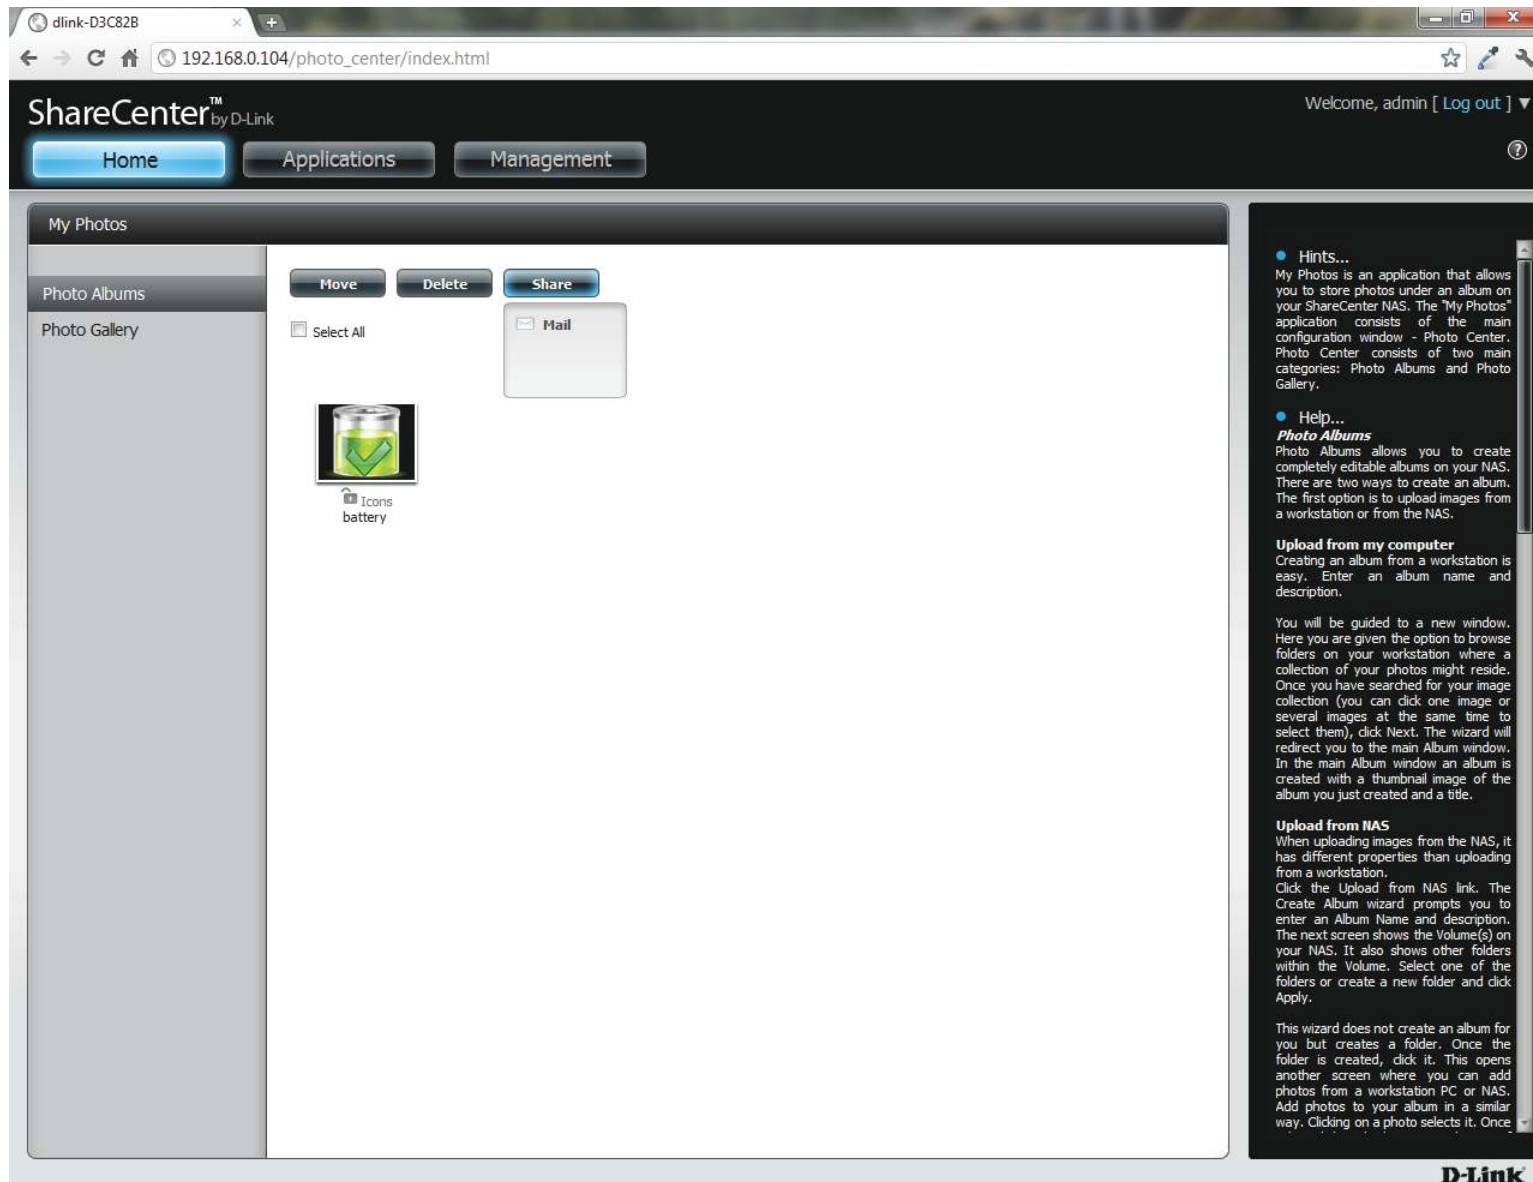 dlink-D3C82B
192.168.0.104/photo_center/index.html
ShareCenter™ by D-Link
Welcome, admin [ Log out ]
Home
Applications
Management
My Photos
Photo Albums
Photo Gallery
Move
Delete
Share
Select All
Mail
Icons
battery
Hints...
My Photos is an application that allows
you to store photos under an album on
your ShareCenter NAS. The "My Photos"
application consists of the main
configuration window - Photo Center.
Photo Center consists of two main
categories: Photo Albums and Photo
Gallery.
Help...
Photo Albums
Photo Albums allows you to create
completely editable albums on your NAS.
There are two ways to create an album.
The first option is to upload images from
a workstation or from the NAS.
Upload from my computer
Creating an album from a workstation is
easy. Enter an album name and
description.
You will be guided to a new window.
Here you are given the option to browse
folders on your workstation where a
collection of your photos might reside.
Once you have searched for your image
collection (you can click one image or
several images at the same time to
select them), click Next. The wizard will
redirect you to the main Album window.
In the main Album window an album is
created with a thumbnail image of the
album you just created and a title.
Upload from NAS
When uploading images from the NAS, it
has different properties than uploading
from a workstation.
Click the Upload from NAS link. The
Create Album wizard prompts you to
enter an Album Name and description.
The next screen shows the Volume(s) on
your NAS. It also shows other folders
within the Volume. Select one of the
folders or create a new folder and click
Apply.
This wizard does not create an album for
you but creates a folder. Once the
folder is created, click it. This opens
another screen where you can add
photos from a workstation PC or NAS.
Add photos to your album in a similar
way. Clicking on a photo selects it. Once
D-Link